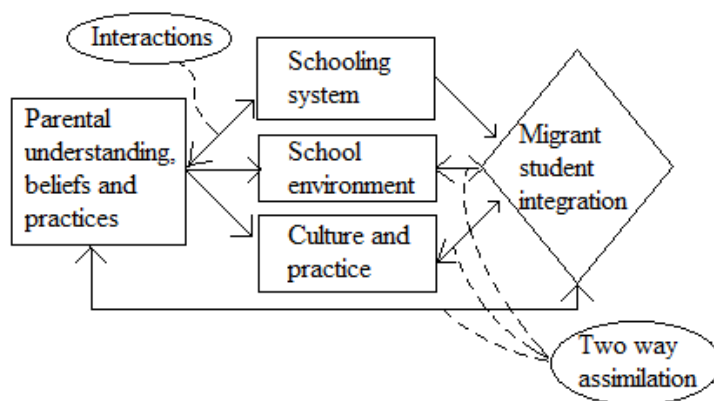 Interactions
Schooling
system
Parental
understanding,
beliefs and
practices
School
environment
Culture and
practice
Migrant
student
integration
Two way
assimilation